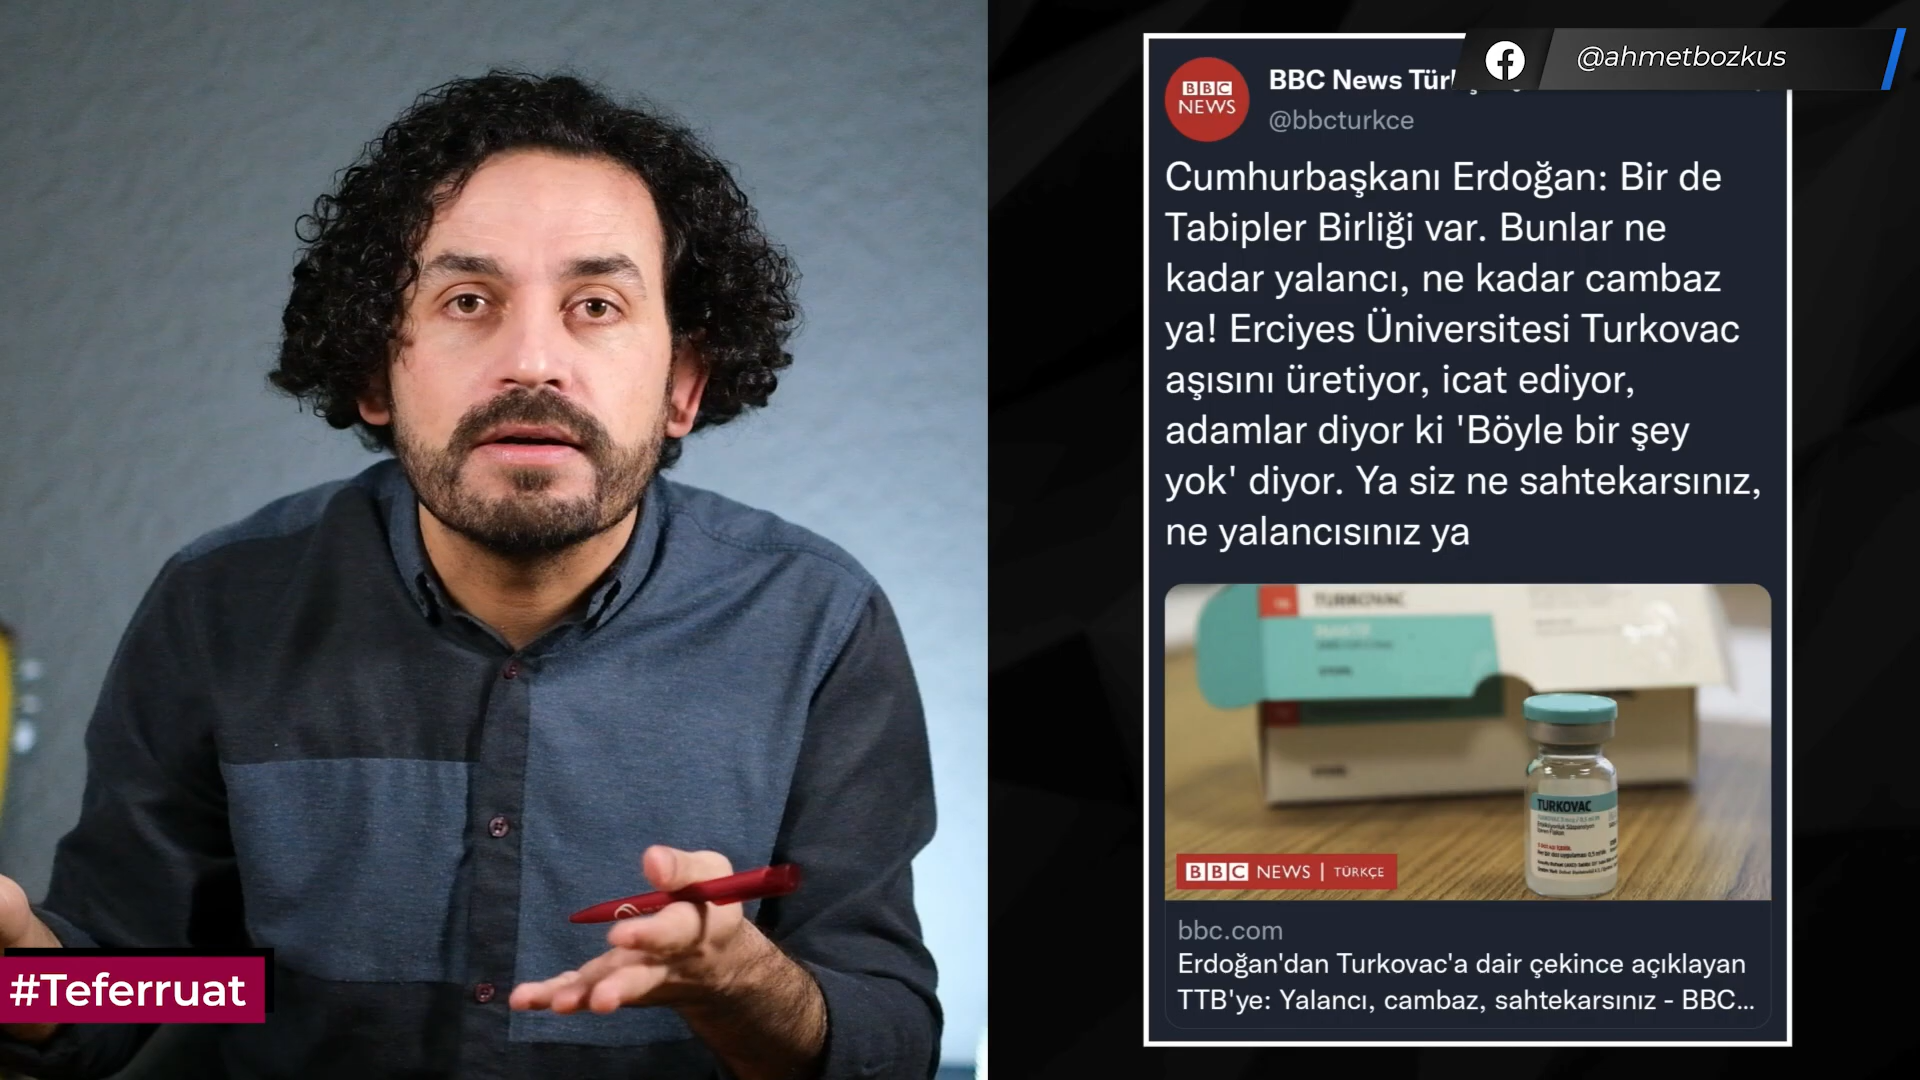 @ahmetbozkus
BBC NEWS
BBC News
@bbcturkce
Cumhurbaşkanı Erdoğan: Bir de
Tabipler Birliği var. Bunlar ne
kadar yalancı, ne kadar cambaz
ya! Erciyes Üniversitesi Turkovac
aşısını üretiyor, icat ediyor,
adamlar diyor ki 'Böyle bir şey
yok' diyor. Ya siz ne sahtekarsınız,
ne yalancısınız ya
TURKOVAC
TURKOVAC
BBC NEWS | TÜRKÇE
bbc.com
Erdoğan'dan Turkovac'a dair çekince açıklayan
TTB'ye: Yalancı, cambaz, sahtekarsınız - BBC...
#Teferruat